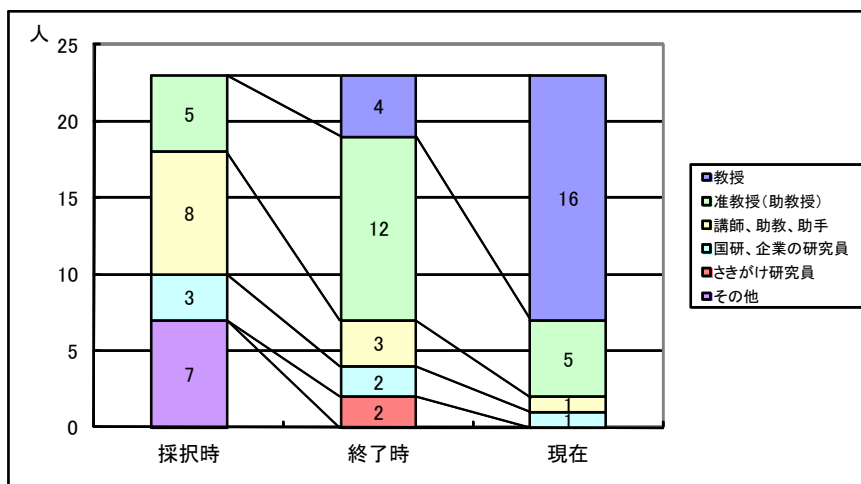 人
25
20
15
10
5
0
5
8
3
7
4
12
3
2
2
16
5
1
1
採択時
終了時
現在
教授
准教授(助教授)
講師、助教、助手
国研、企業の研究員
さきがけ研究員
その他